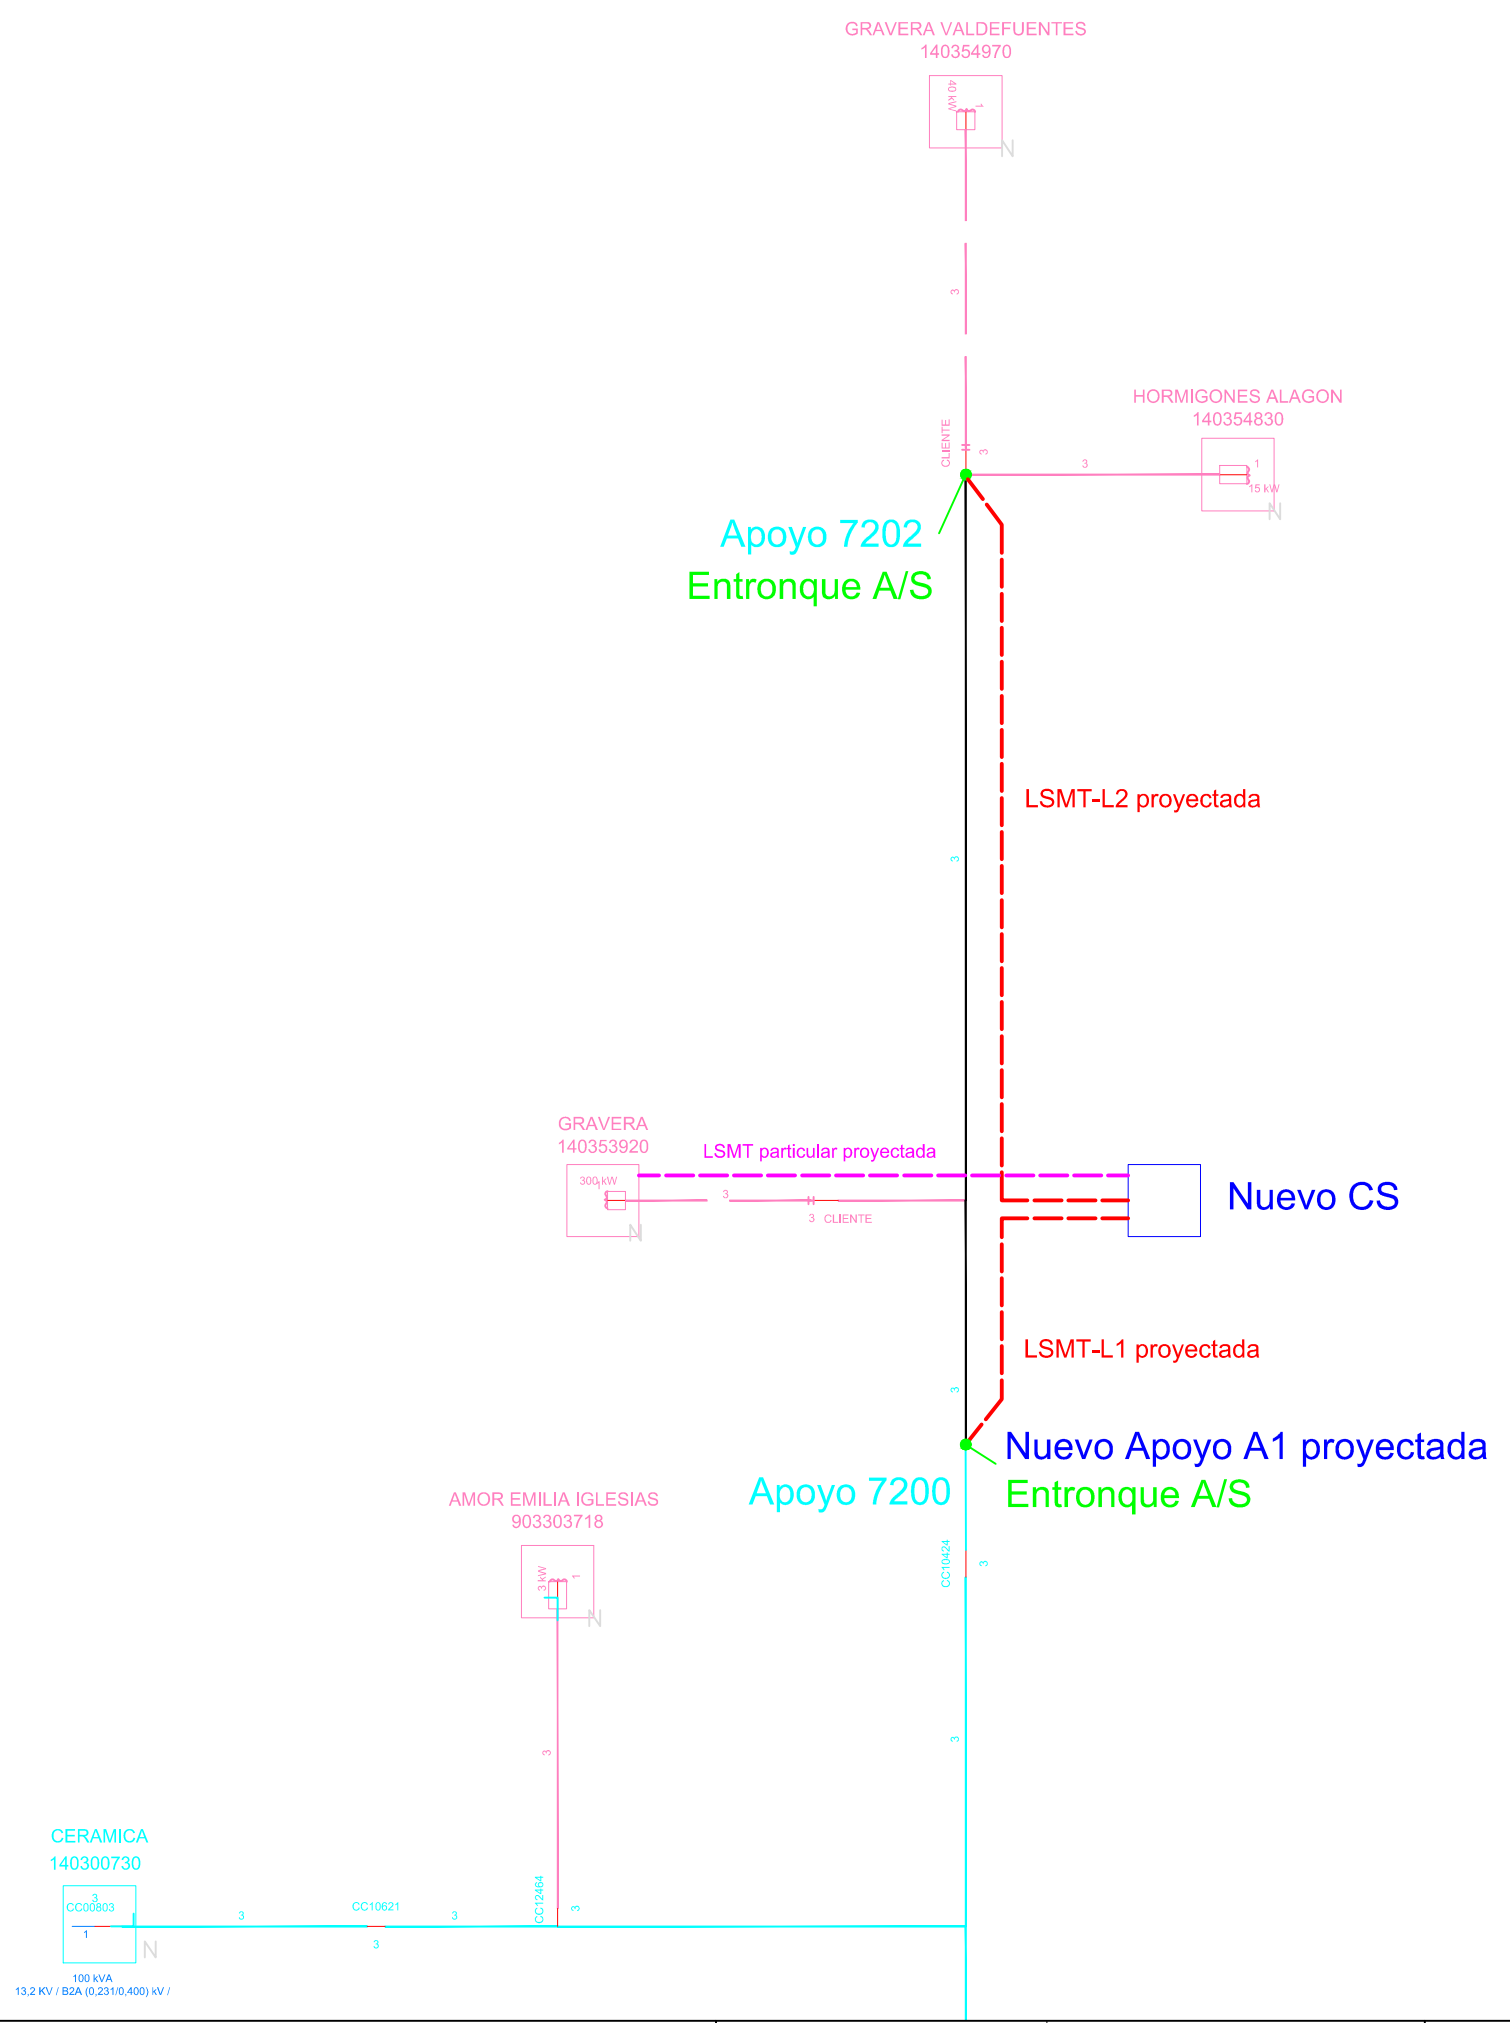 GRAVERA VALDEFUENTES
140354970
40 kW
1
N
3
HORMIGONES ALAGON
140354830
CLIENTE
3
3
1
15 kW
N
Apoyo 7202
Entronque A/S
LSMT-L2 proyectada
3
GRAVERA
140353920
LSMT particular proyectada
300 kW
1
3
Nuevo CS
3 CLIENTE
N
LSMT-L1 proyectada
3
Nuevo Apoyo A1 proyectada
Apoyo 7200
Entronque A/S
AMOR EMILIA IGLESIAS
903303718
CC10424
3
3 kW
1
N
3
3
CERAMICA
140300730
3
CC00803
1
N
3
CC10621
3
3
CC12484
3
100 kVA
13,2 KV / B2A (0,231/0,400) kV /